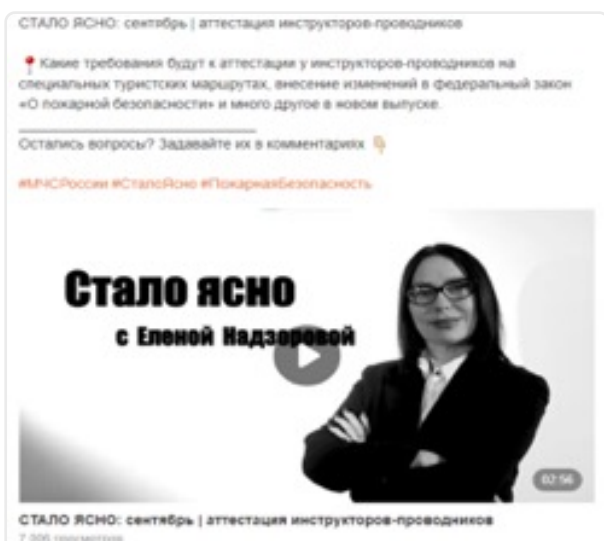 СТАЛО ЯСНО: сентябрь | аттестация инструкторов-проводников
Какие требования будут к аттестации у инструкторов-проводников на
специальных туристских маршрутах, внесение изменений в федеральный закон
«О пожарной безопасности» и много другое в новом выпуске.
Остались вопросы? Задавайте их в комментариях
#МЧСРоссии #СталоЯсно #ПожарнаяБезопасность
Стало ясно
с Еленой Надзоровой
02:56
СТАЛО ЯСНО: сентябрь | аттестация инструкторов-проводников
просмотров